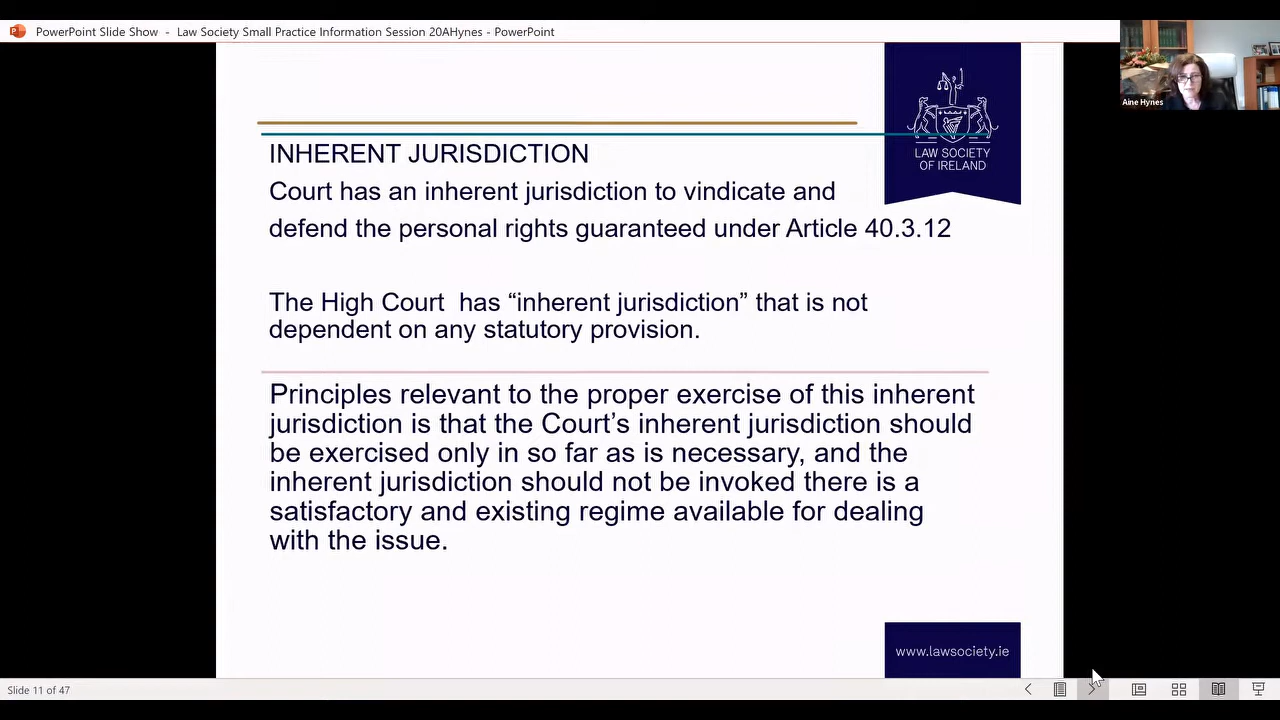 PowerPoint Slide Show - Law Society Small Practice Information Session 20AHynes - PowerPoint
Aine Hynes
LAW SOCIETY
OF IRELAND
INHERENT JURISDICTION
Court has an inherent jurisdiction to vindicate and
defend the personal rights guaranteed under Article 40.3.12
The High Court  has “inherent jurisdiction” that is not
dependent on any statutory provision.
Principles relevant to the proper exercise of this inherent
jurisdiction is that the Court’s inherent jurisdiction should
be exercised only in so far as is necessary, and the
inherent jurisdiction should not be invoked there is a
satisfactory and existing regime available for dealing
with the issue.
www.lawsociety.ie
Slide 11 of 47